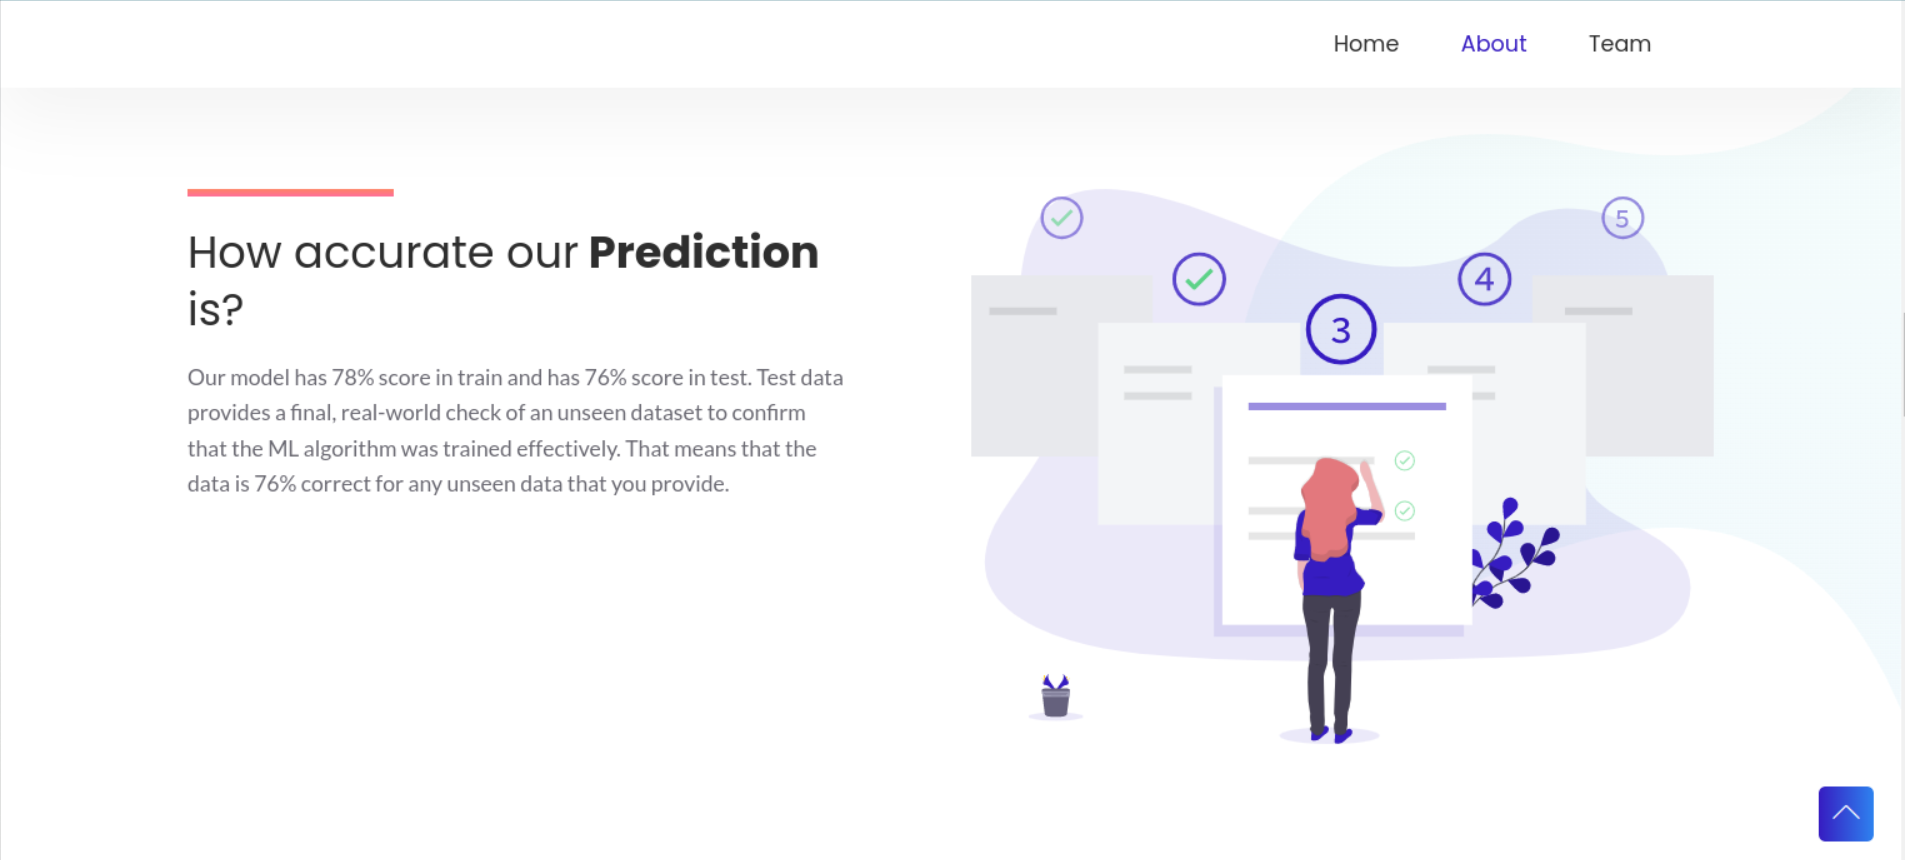 Home About Team
How accurate our Prediction
is?
Our model has 78% score in train and has 76% score in test. Test data
provides a final, real-world check of an unseen dataset to confirm
that the ML algorithm was trained effectively. That means that the
data is 76% correct for any unseen data that you provide.
5
4
3